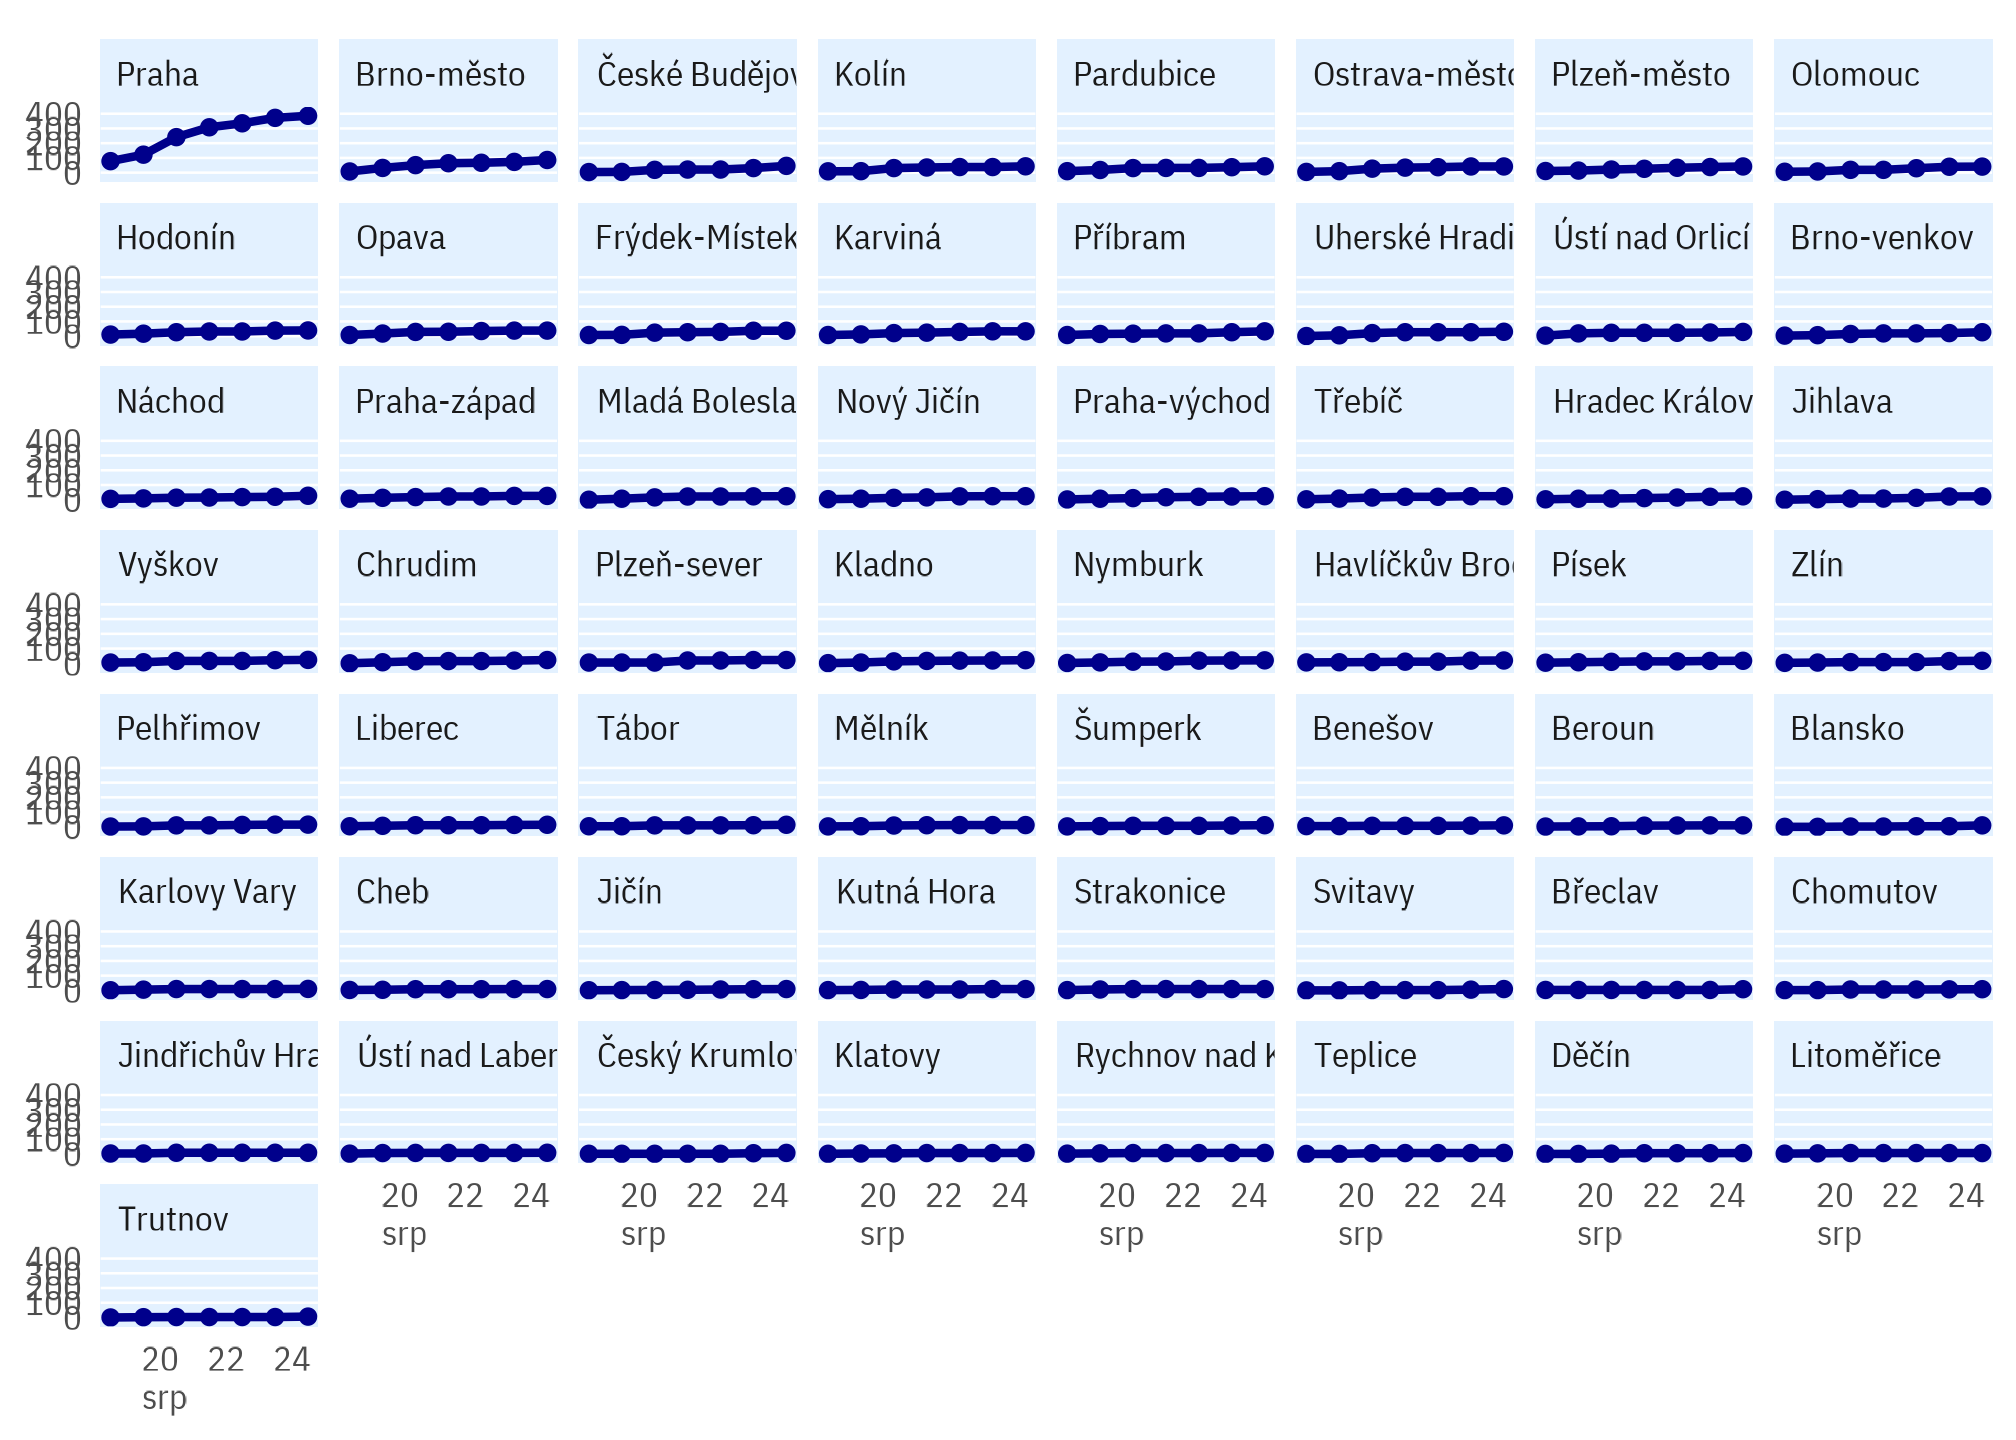 Praha
Brno-město
České Budějov
Kolín
Pardubice
Ostrava-město
Plzeň-město
Olomouc
400
300
200
100
0
Hodonín
Opava
Frýdek-Místek
Karviná
Příbram
Uherské Hradi
Ústí nad Orlicí
Brno-venkov
400
300
200
100
0
Náchod
Praha-západ
Mladá Bolesla
Nový Jičín
Praha-východ
Třebíč
Hradec Králov
Jihlava
400
300
200
100
0
Vyškov
Chrudim
Plzeň-sever
Kladno
Nymburk
Havlíčkův Brod
Písek
Zlín
400
300
200
100
0
Pelhřimov
Liberec
Tábor
Mělník
Šumperk
Benešov
Beroun
Blansko
400
300
200
100
0
Karlovy Vary
Cheb
Jičín
Kutná Hora
Strakonice
Svitavy
Břeclav
Chomutov
400
300
200
100
0
Jindřichův Hra
Ústí nad Laber
Český Krumlov
Klatovy
Rychnov nad K
Teplice
Děčín
Litoměřice
400
300
200
100
0
20 22 24
srp
20 22 24
srp
20 22 24
srp
20 22 24
srp
20 22 24
srp
20 22 24
srp
20 22 24
srp
Trutnov
400
300
200
100
0
20 22 24
srp